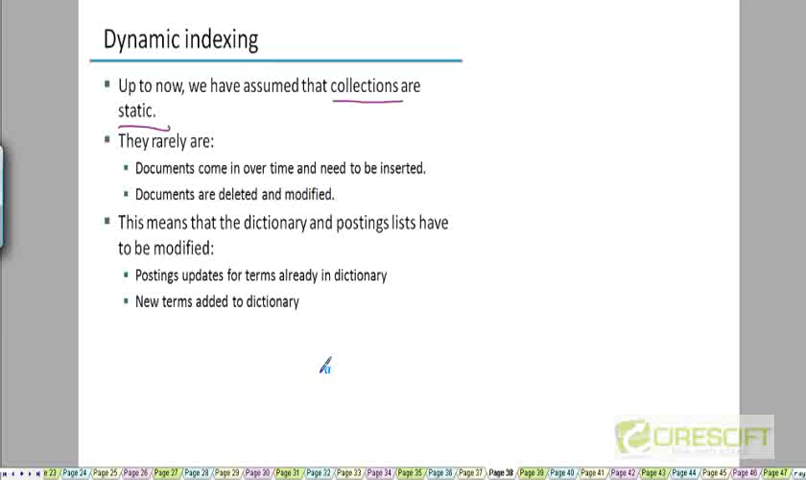 Dynamic indexing
Up to now, we have assumed that collections are
static.
They rarely are:
Documents come in over time and need to be inserted.
Documents are deleted and modified.
This means that the dictionary and postings lists have
to be modified:
Postings updates for terms already in dictionary
New terms added to dictionary
CIRESCIFT
e 23 Page 24 Page 25 Page 26 Page 27 Page 28 Page 29 Page 30 Page 31 Page 32 Page 33 Page 34 Page 35 Page 36 Page 37 Page 38 Page 39 Page 40 Page 41 Page 42 Page 43 Page 44 Page 45 Page 46 Page 47